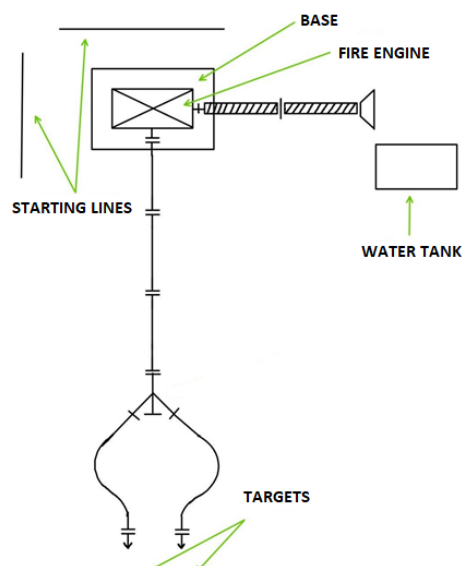 BASE
FIRE ENGINE
STARTING LINES
WATER TANK
TARGETS